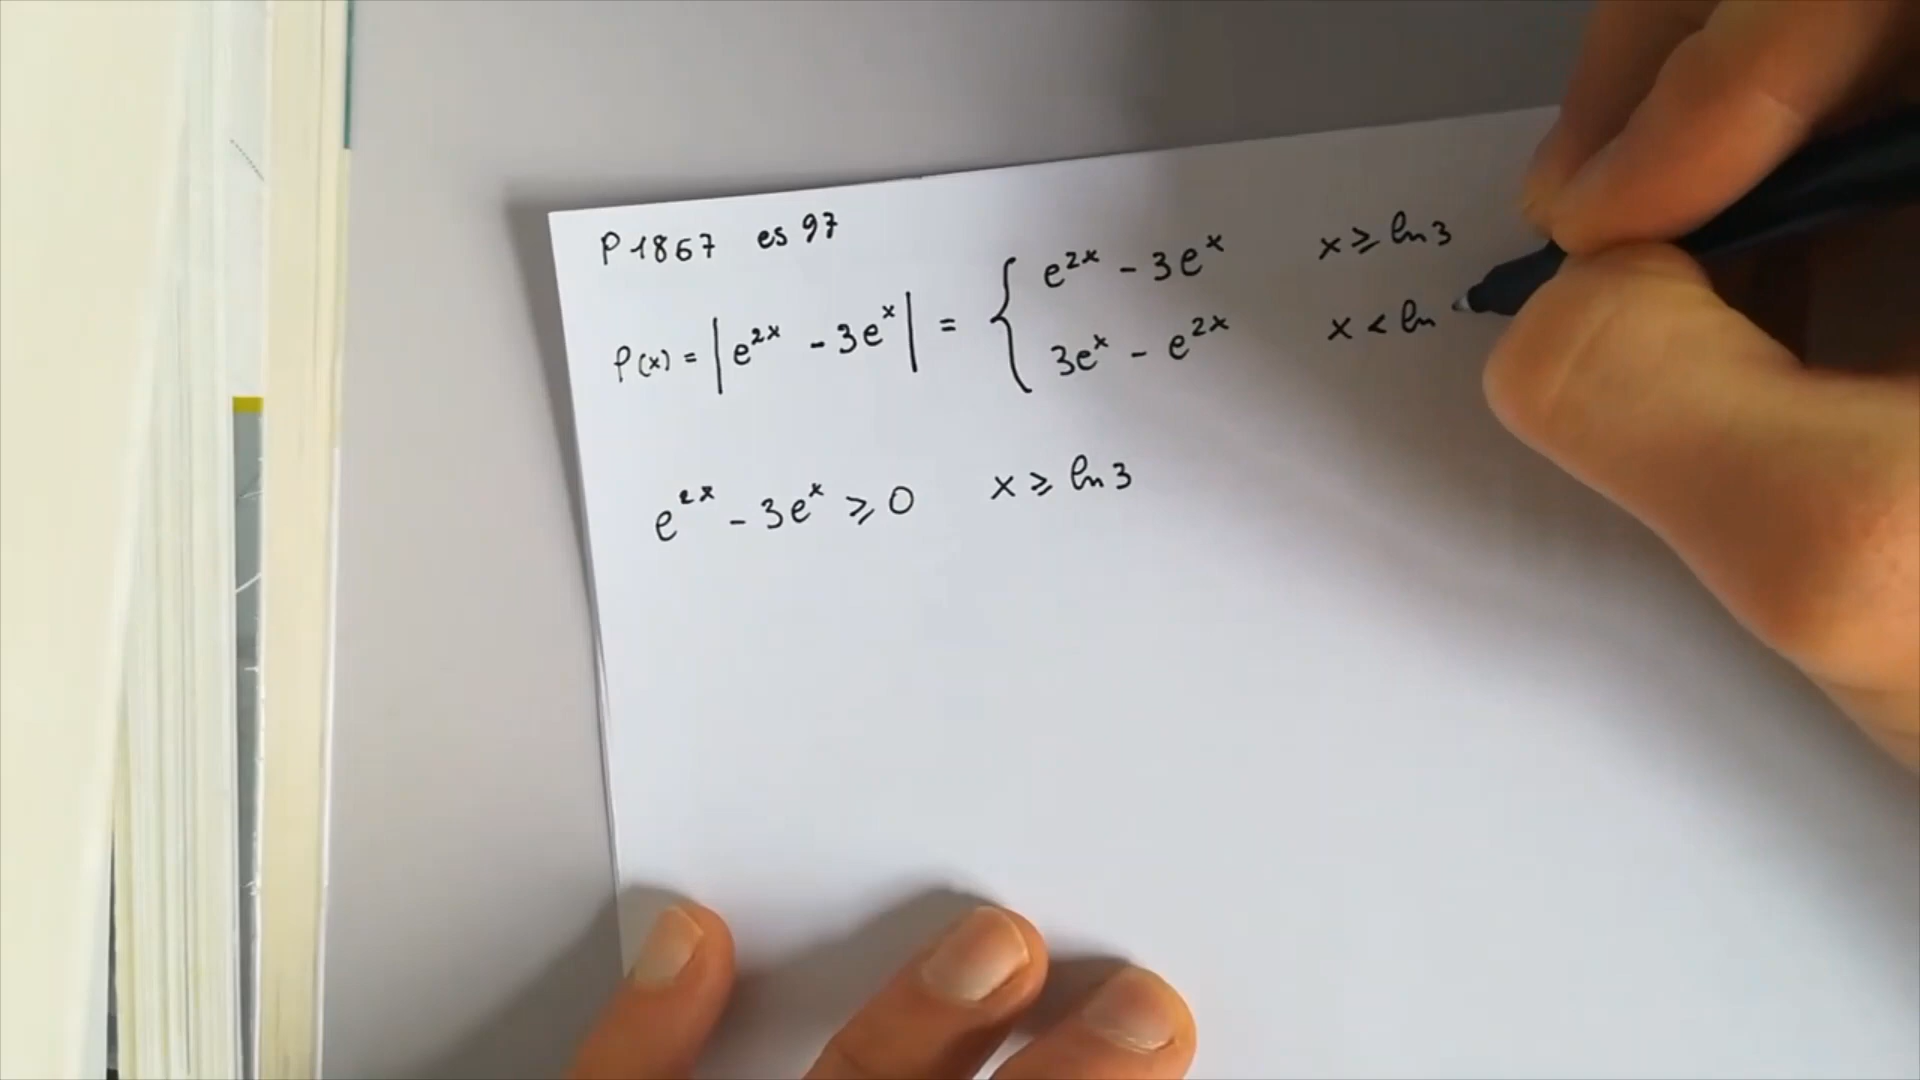 P 1867 es 97
f(x) = |e^{2x} - 3e^x| = { e^{2x} - 3e^x x ≥ ln 3
3e^x - e^{2x} x < ln
e^{2x} - 3e^x ≥ 0 x ≥ ln 3